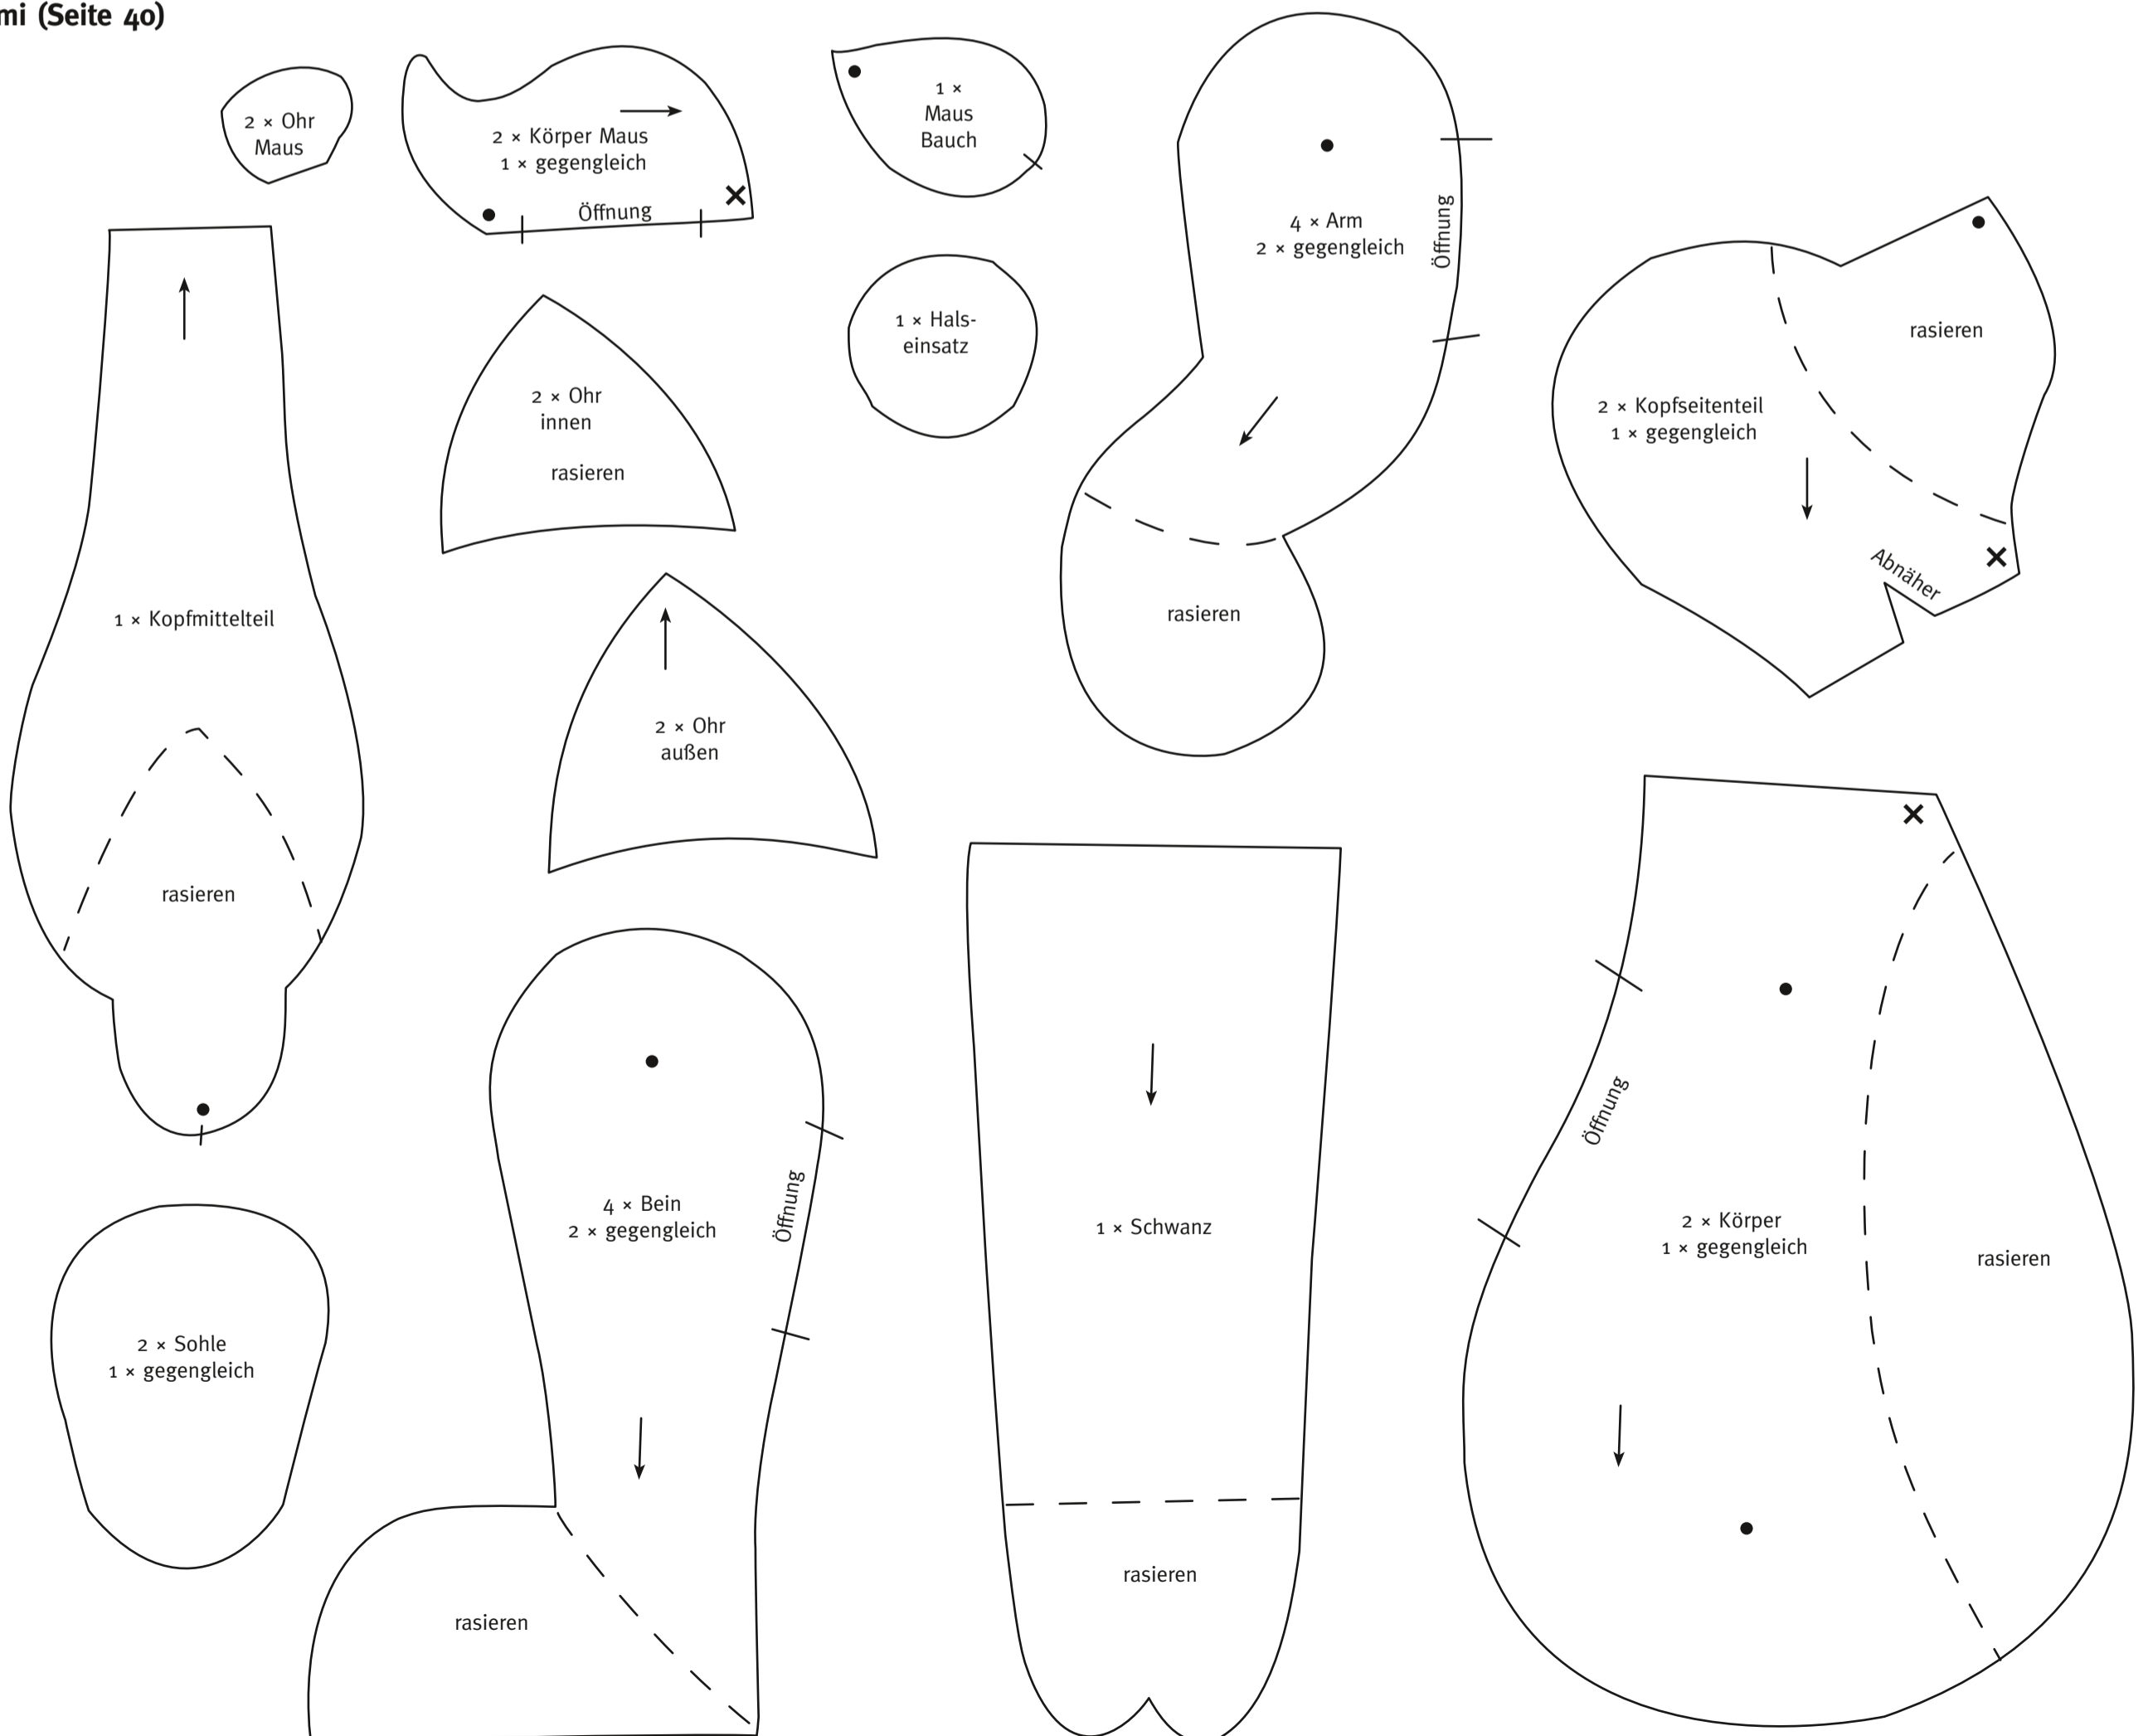 mi (Seite 40)
2 × Ohr
Maus
2 × Körper Maus
1 × gegengleich
Öffnung
1 ×
Maus
Bauch
4 × Arm
2 × gegengleich
Öffnung
rasieren
1 × Hals-
einsatz
2 × Ohr
innen
rasieren
rasieren
2 × Kopfseitenteil
1 × gegengleich
Abnäher
1 × Kopfmittelteil
rasieren
2 × Ohr
außen
4 × Bein
2 × gegengleich
Öffnung
rasieren
1 × Schwanz
rasieren
Öffnung
2 × Körper
1 × gegengleich
rasieren
2 × Sohle
1 × gegengleich